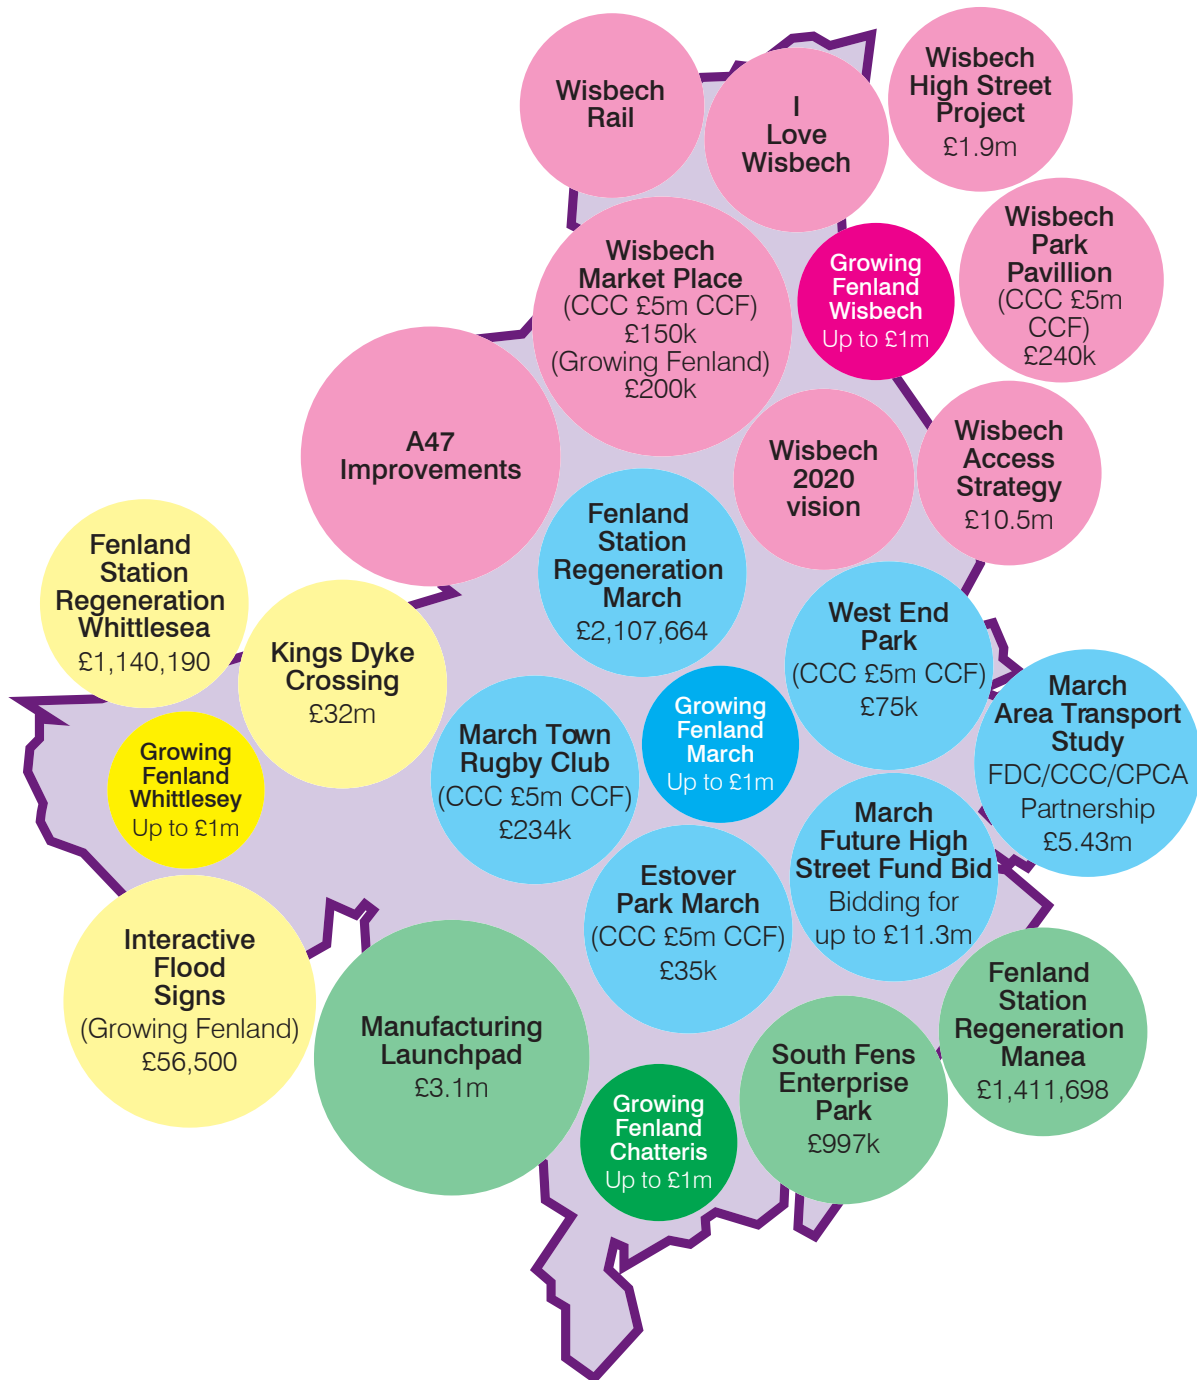 Wisbech
Rail
I
Love
Wisbech
Wisbech
High Street
Project
£1.9m
Wisbech
Market Place
(CCC £5m CCF)
£150k
(Growing Fenland)
£200k
Growing
Fenland
Wisbech
Up to £1m
Wisbech
Park
Pavillion
(CCC £5m
CCF)
£240k
A47
Improvements
Wisbech
2020
vision
Wisbech
Access
Strategy
£10.5m
Fenland
Station
Regeneration
Whittlesea
£1,140,190
Kings Dyke
Crossing
£32m
Fenland
Station
Regeneration
March
£2,107,664
West End
Park
(CCC £5m CCF)
£75k
Growing
Fenland
Whittlesey
Up to £1m
March Town
Rugby Club
(CCC £5m CCF)
£234k
Growing
Fenland
March
Up to £1m
March
Area Transport
Study
FDC/CCC/CPCA
Partnership
£5.43m
Interactive
Flood
Signs
(Growing Fenland)
£56,500
Estover
Park March
(CCC £5m CCF)
£35k
March
Future High
Street Fund Bid
Bidding for
up to £11.3m
Manufacturing
Launchpad
£3.1m
Growing
Fenland
Chatteris
Up to £1m
South Fens
Enterprise
Park
£997k
Fenland
Station
Regeneration
Manea
£1,411,698